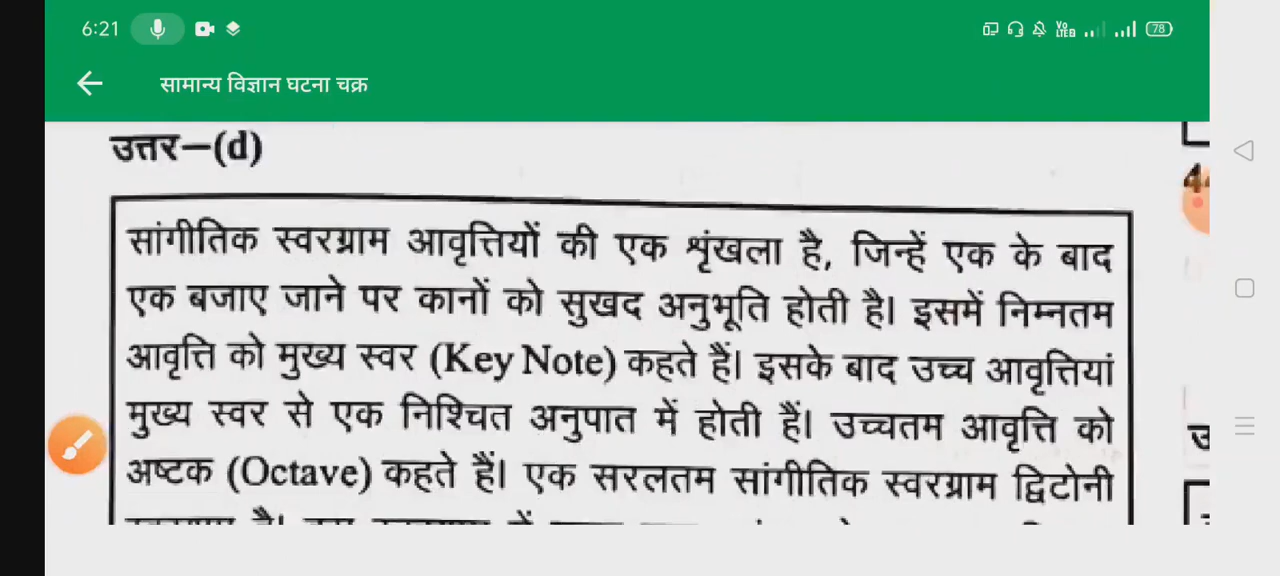 6:21
78
सामान्य विज्ञान घटना चक्र
उत्तर–(d)
सांगीतिक स्वरग्राम आवृत्तियों की एक शृंखला है, जिन्हें एक के बाद
एक बजाए जाने पर कानों को सुखद अनुभूति होती है। इसमें निम्नतम
आवृत्ति को मुख्य स्वर (Key Note) कहते हैं। इसके बाद उच्च आवृत्तियां
मुख्य स्वर से एक निश्चित अनुपात में होती हैं। उच्चतम आवृत्ति को
अष्टक (Octave) कहते हैं। एक सरलतम सांगीतिक स्वरग्राम द्विटोनी